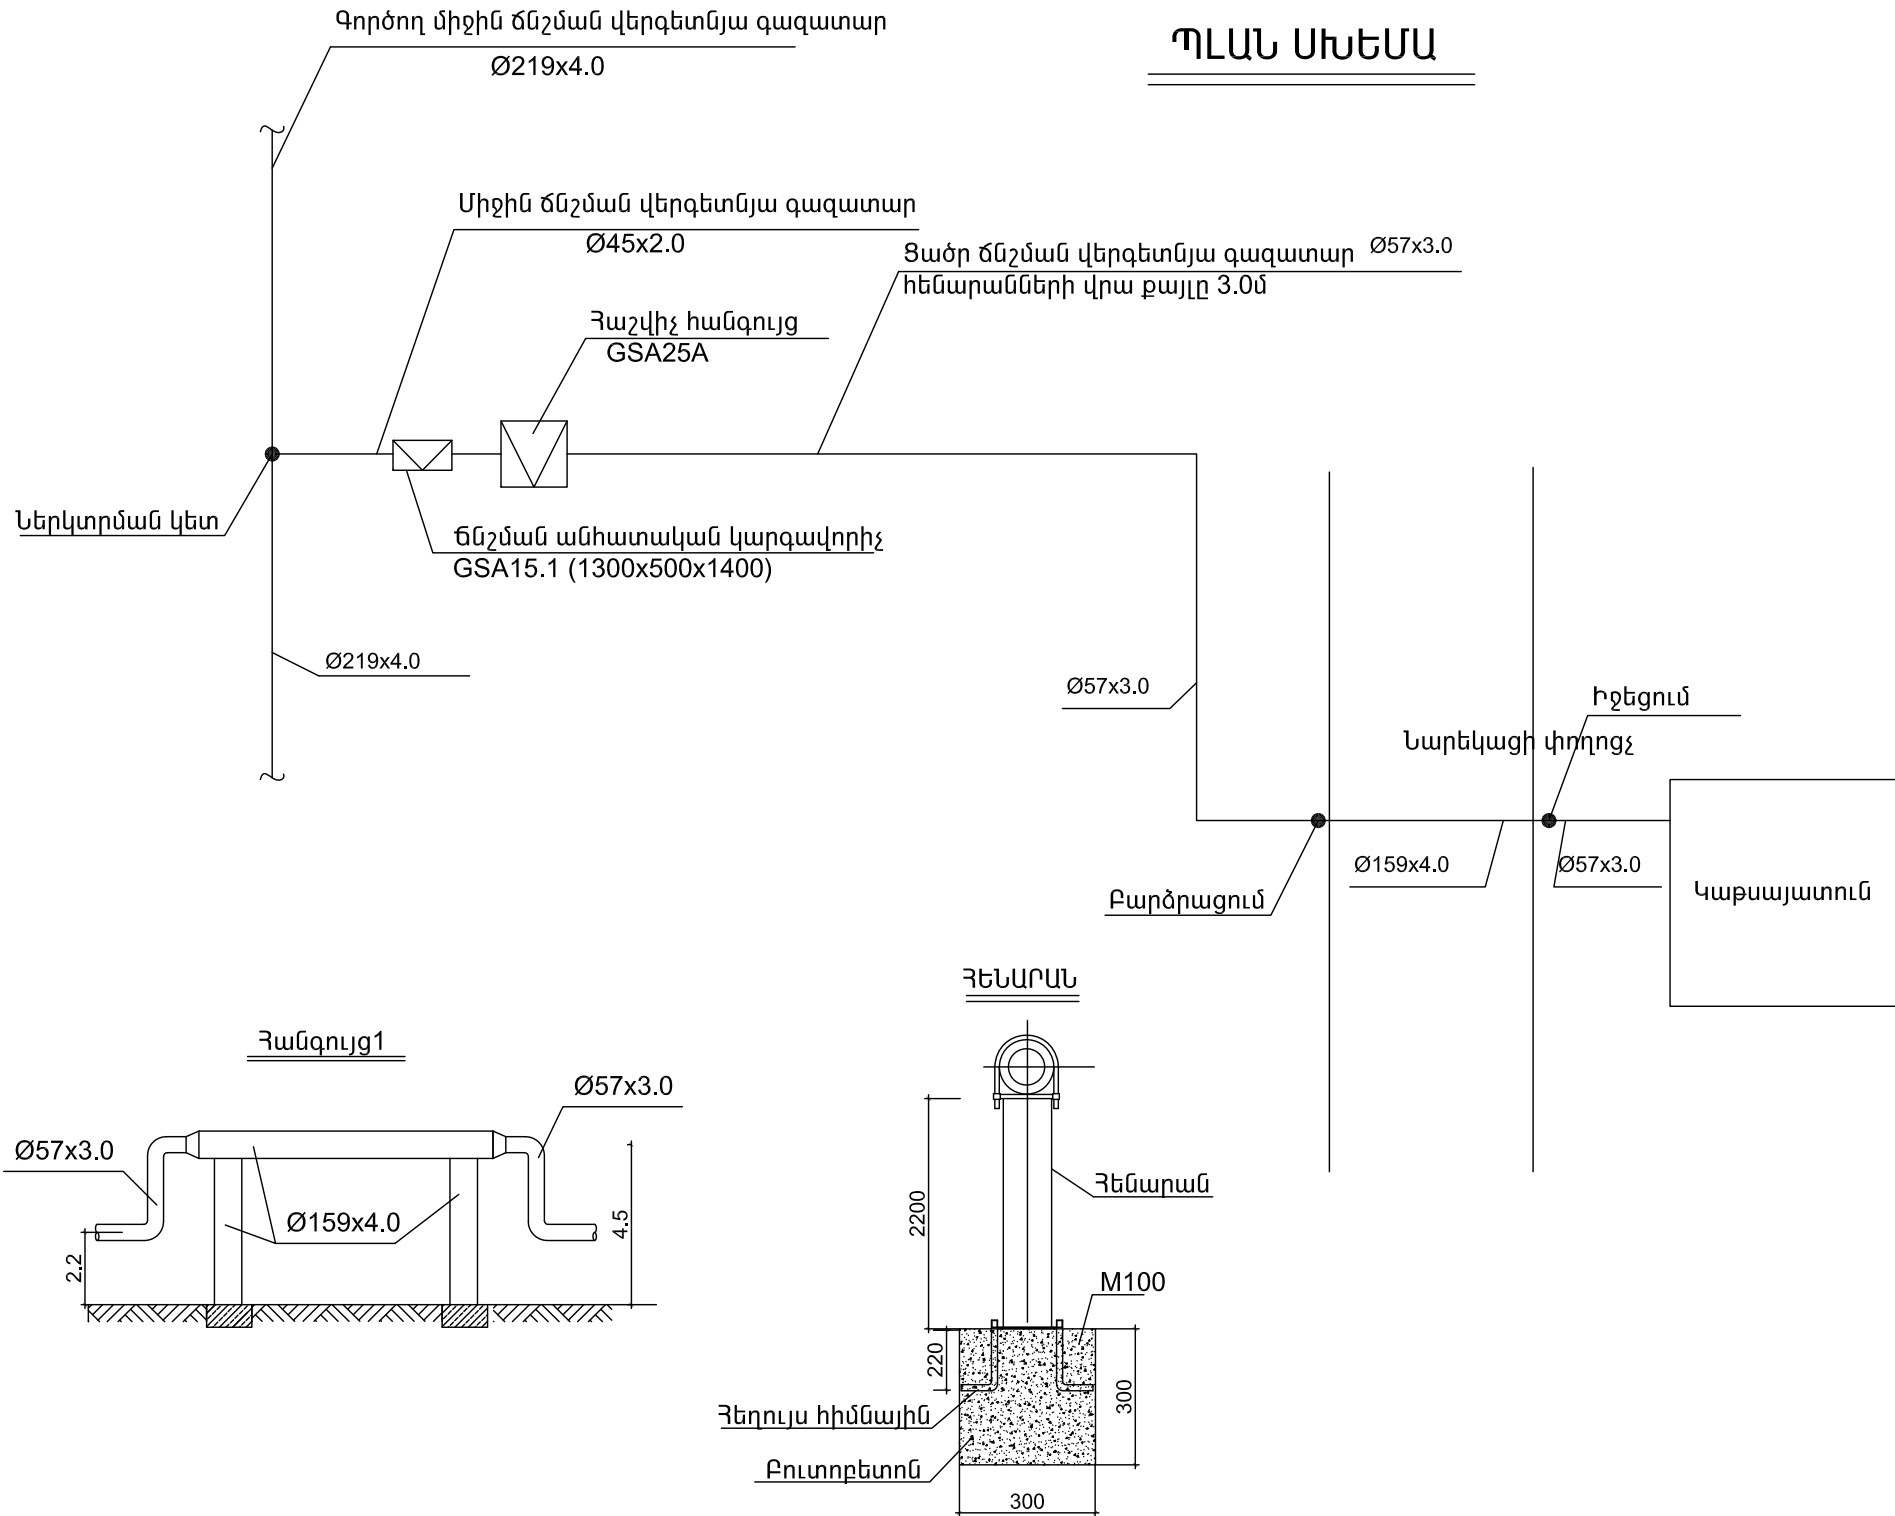 Գործող միջին ճնշման վերգետնյա գազատար
Ø219x4.0
ՊԼԱՆ ՍԽԵՄԱ
Միջին ճնշման վերգետնյա գազատար
Ø45x2.0
Ցածր ճնշման վերգետնյա գազատար Ø57x3.0
հենարանների վրա քայլը 3.0մ
Հաշվիչ հանգույց
GSA25A
Ներկտրման կետ
Ճնշման անհատական կարգավորիչ
GSA15.1 (1300x500x1400)
Ø219x4.0
Ø57x3.0
Իջեցում
Նարեկացի փողոցչ
Ø159x4.0
Ø57x3.0
Կաթսայատուն
Բարձրացում
ՀԵՆԱՐԱՆ
Հանգույց1
Ø57x3.0
Ø57x3.0
Ø159x4.0
2.2
4.5
2200
Հենարան
M100
220
300
Հեղույս հիմնային
Բուտոբետոն
300